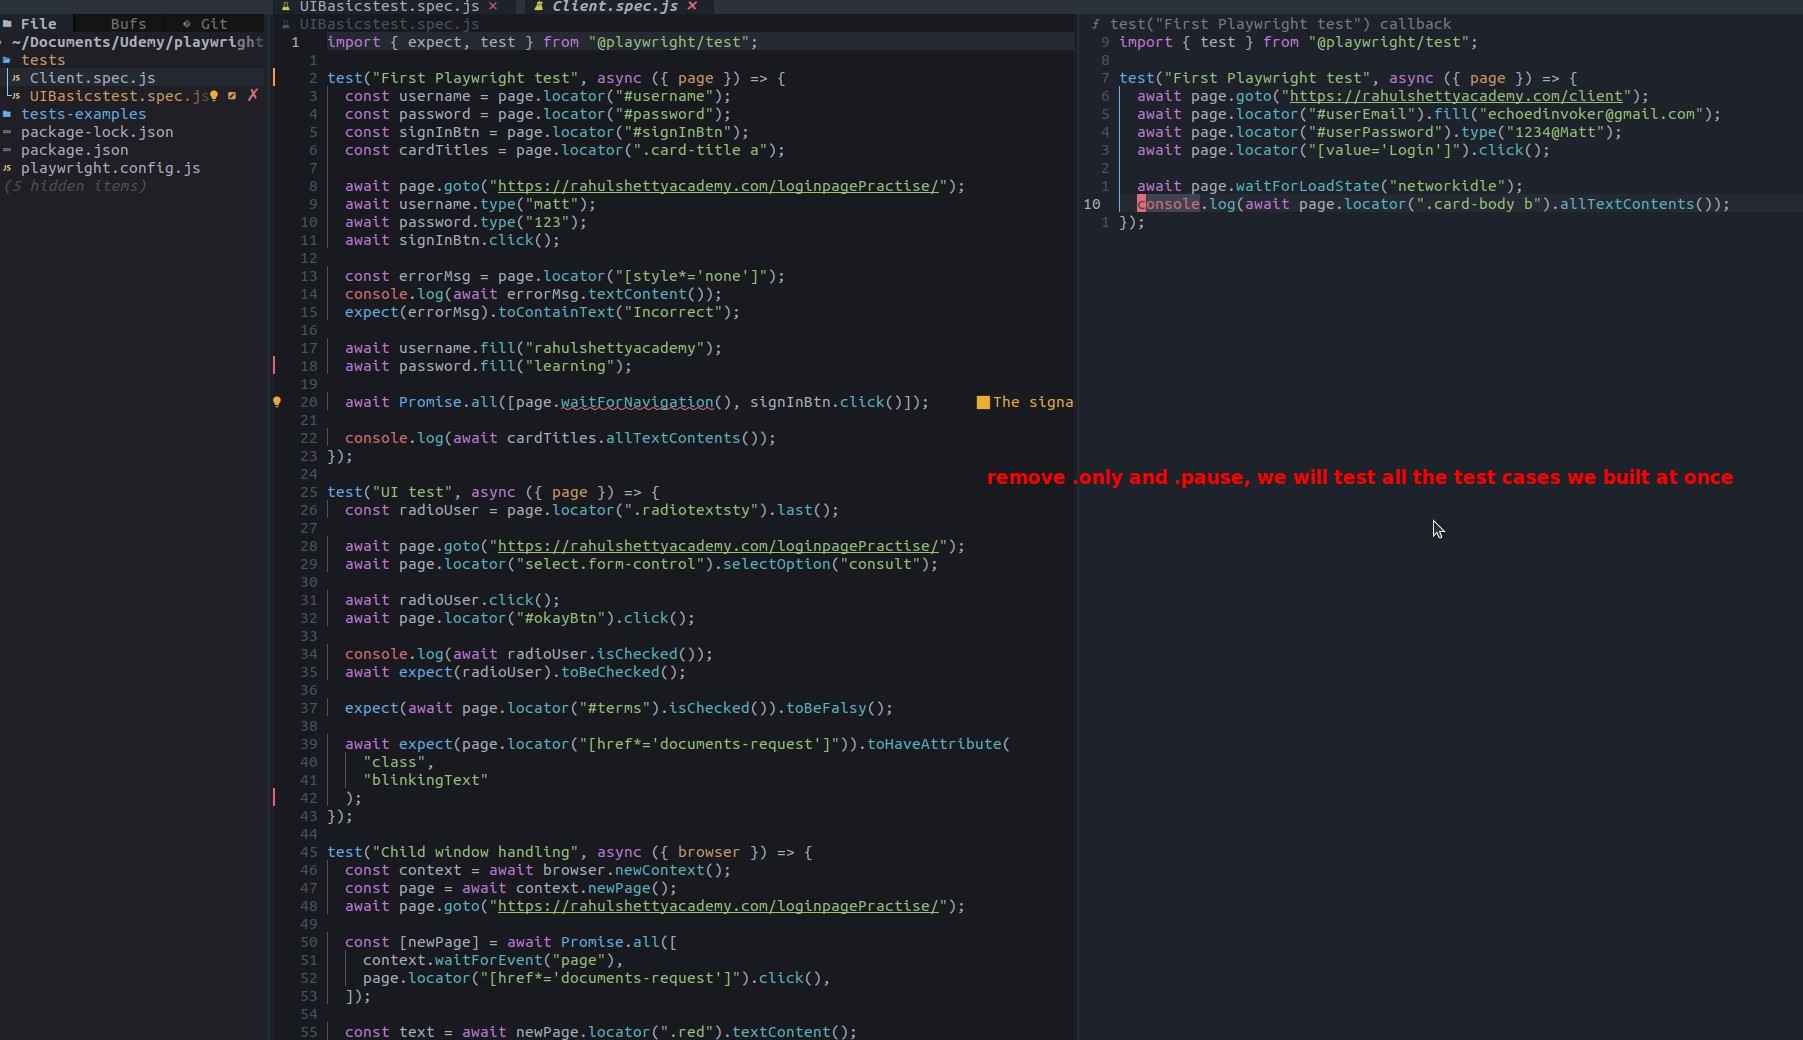 UIBasicstest.spec.js × Client.spec.js ×
File Bufs Git
~/Documents/Udemy/playwright
tests
Client.spec.js
UIBasicstest.spec.js
tests-examples
package-lock.json
package.json
playwright.config.js
(5 hidden items)
UIBasicstest.spec.js
1 import { expect, test } from "@playwright/test";
1
2 test("First Playwright test", async ({ page }) => {
3 const username = page.locator("#username");
4 const password = page.locator("#password");
5 const signInBtn = page.locator("#signInBtn");
6 const cardTitles = page.locator(".card-title a");
7
8 await page.goto("https://rahulshettyacademy.com/loginpagePractise/");
9 await username.type("matt");
10 await password.type("123");
11 await signInBtn.click();
12
13 const errorMsg = page.locator("[style*='none']");
14 console.log(await errorMsg.textContent());
15 expect(errorMsg).toContainText("Incorrect");
16
17 await username.fill("rahulshettyacademy");
18 await password.fill("learning");
19
20 await Promise.all([page.waitForNavigation(), signInBtn.click()]); The signa
21
22 console.log(await cardTitles.allTextContents());
23 });
24
25 test("UI test", async ({ page }) => {
26 const radioUser = page.locator(".radiotextsty").last();
27
28 await page.goto("https://rahulshettyacademy.com/loginpagePractise/");
29 await page.locator("select.form-control").selectOption("consult");
30
31 await radioUser.click();
32 await page.locator("#okayBtn").click();
33
34 console.log(await radioUser.isChecked());
35 await expect(radioUser).toBeChecked();
36
37 expect(await page.locator("#terms").isChecked()).toBeFalsy();
38
39 await expect(page.locator("[href*='documents-request']")).toHaveAttribute(
40 "class",
41 "blinkingText"
42 );
43 });
44
45 test("Child window handling", async ({ browser }) => {
46 const context = await browser.newContext();
47 const page = await context.newPage();
48 await page.goto("https://rahulshettyacademy.com/loginpagePractise/");
49
50 const [newPage] = await Promise.all([
51 context.waitForEvent("page"),
52 page.locator("[href*='documents-request']").click(),
53 ]);
54
55 const text = await newPage.locator(".red").textContent();
f test("First Playwright test") callback
9 import { test } from "@playwright/test";
8
7 test("First Playwright test", async ({ page }) => {
6 await page.goto("https://rahulshettyacademy.com/client");
5 await page.locator("#userEmail").fill("echoedinvoker@gmail.com");
4 await page.locator("#userPassword").type("1234@Matt");
3 await page.locator("[value='Login']").click();
2
1 await page.waitForLoadState("networkidle");
10 console.log(await page.locator(".card-body b").allTextContents());
1 });
remove .only and .pause, we will test all the test cases we built at once